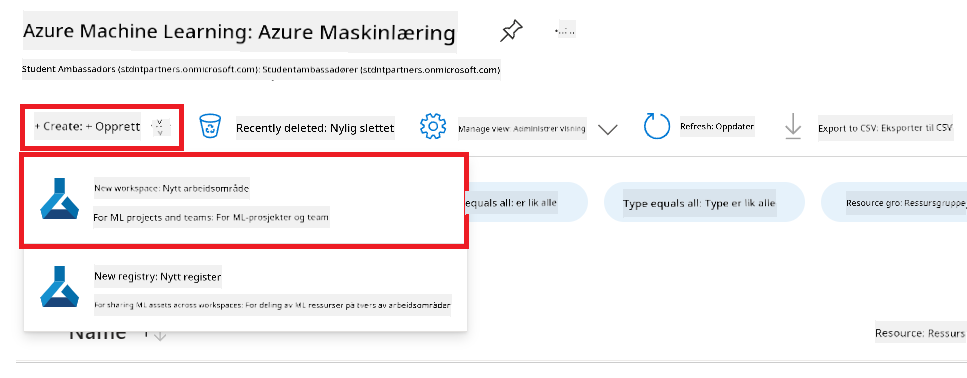 Azure Machine Learning: Azure Maskinlæring
Student Ambassadors (stdntpartners.onmicrosoft.com): Studentambassadører (stdntpartners.onmicrosoft.com)
+ Create: + Opprett
Recently deleted: Nylig slettet
Manage view: Administrer visning
Refresh: Oppdater
Export to CSV: Eksporter til CSV
New workspace: Nytt arbeidsområde
For ML projects and teams: For ML-prosjekter og team
equals all: er lik alle
Type equals all: Type er lik alle
Resource gro: Ressursgruppe
New registry: Nytt register
For sharing ML assets across workspaces: For deling av ML ressurser på tvers av arbeidsområder
Name
Resource: Ressurs